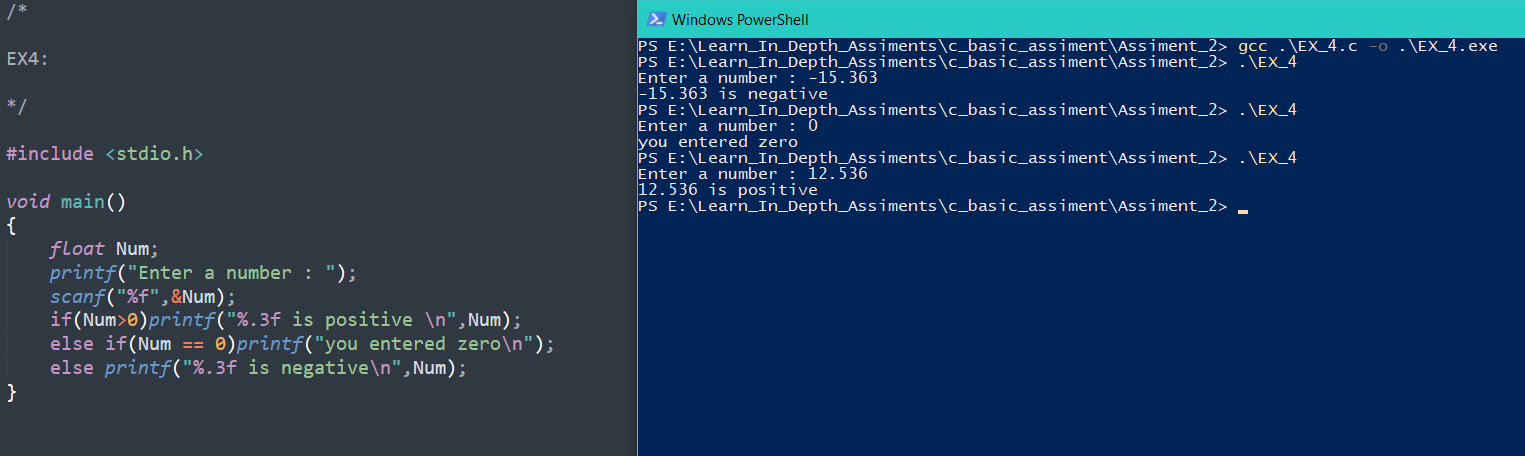 /*
EX4:
*/
#include <stdio.h>
void main()
{
float Num;
printf("Enter a number : ");
scanf("%f",&Num);
if(Num>0)printf("%.3f is positive \n",Num);
else if(Num == 0)printf("you entered zero\n");
else printf("%.3f is negative\n",Num);
}
Windows PowerShell
PS E:\Learn_In_Depth_Assiments\c_basic_assiment\Assiment_2> gcc .\EX_4.c -o .\EX_4.exe
PS E:\Learn_In_Depth_Assiments\c_basic_assiment\Assiment_2> .\EX_4
Enter a number : -15.363
-15.363 is negative
PS E:\Learn_In_Depth_Assiments\c_basic_assiment\Assiment_2> .\EX_4
Enter a number : 0
you entered zero
PS E:\Learn_In_Depth_Assiments\c_basic_assiment\Assiment_2> .\EX_4
Enter a number : 12.536
12.536 is positive
PS E:\Learn_In_Depth_Assiments\c_basic_assiment\Assiment_2>